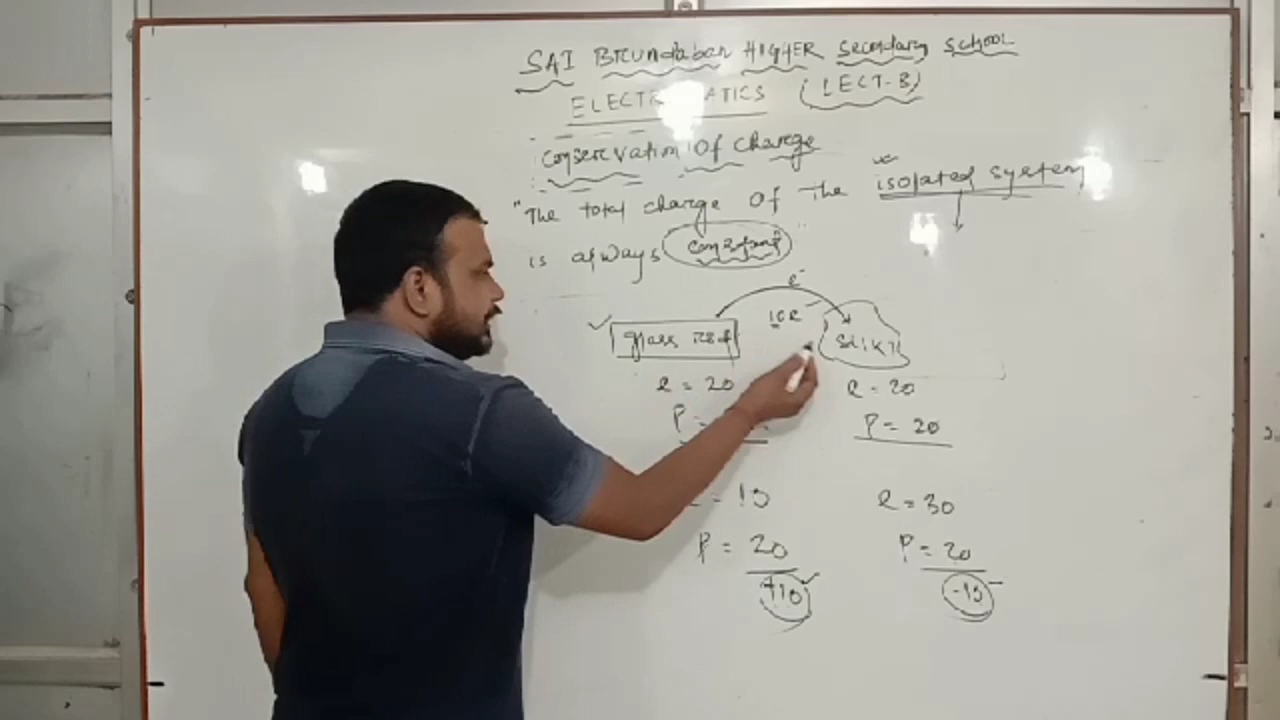 SAI Brundaban HIGHER Secondary School
(LECT-3)
Conservation Of Charge
"The total charge Of The isolated system
is always constant"
e-
glass rod 10e Silk
e = 20 e = 20
P = P = 20
= 10 e = 30
P = 20 P = 20
+10 -10